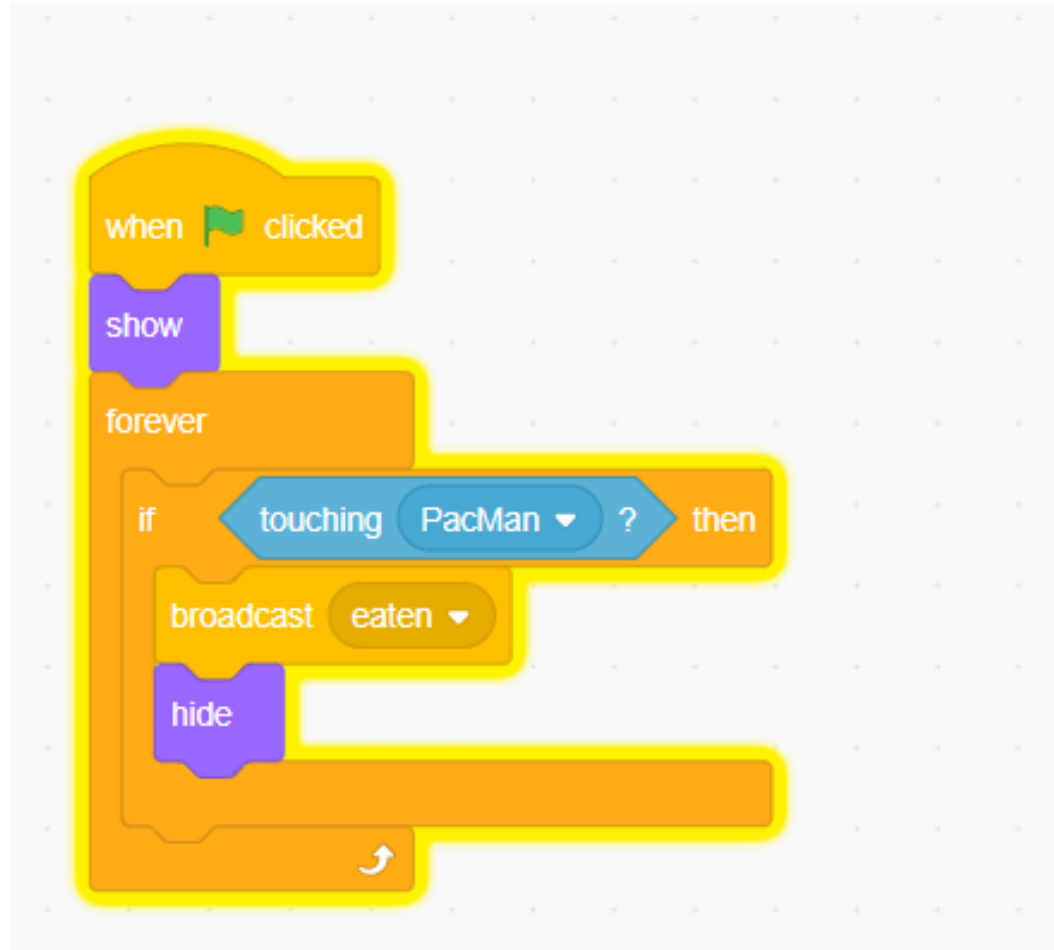 when clicked
show
forever
if touching PacMan ? then
broadcast eaten
hide